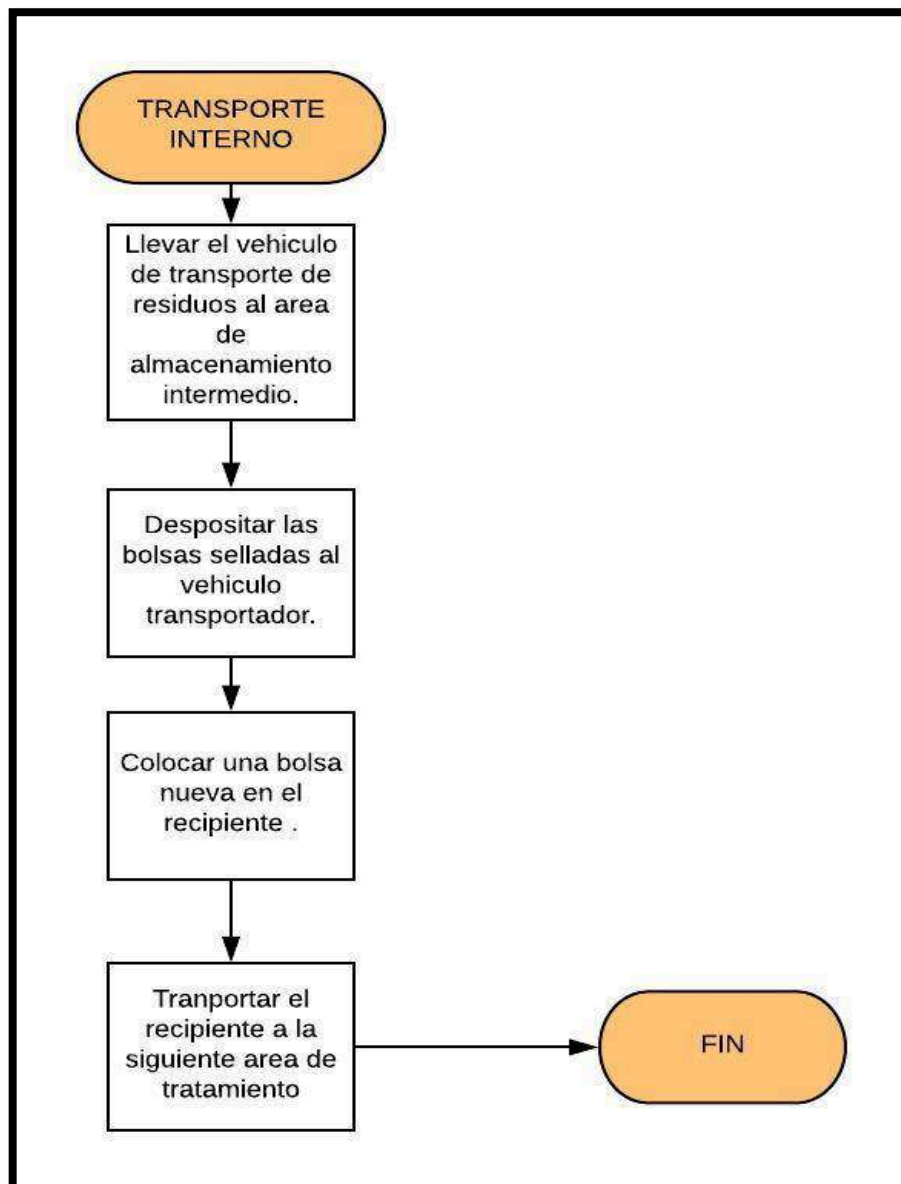 TRANSPORTE
INTERNO
Llevar el vehiculo
de transporte de
residuos al area
de
almacenamiento
intermedio.
Despositar las
bolsas selladas al
vehiculo
transportador.
Colocar una bolsa
nueva en el
recipiente .
Tranportar el
recipiente a la
siguiente area de
tratamiento
FIN